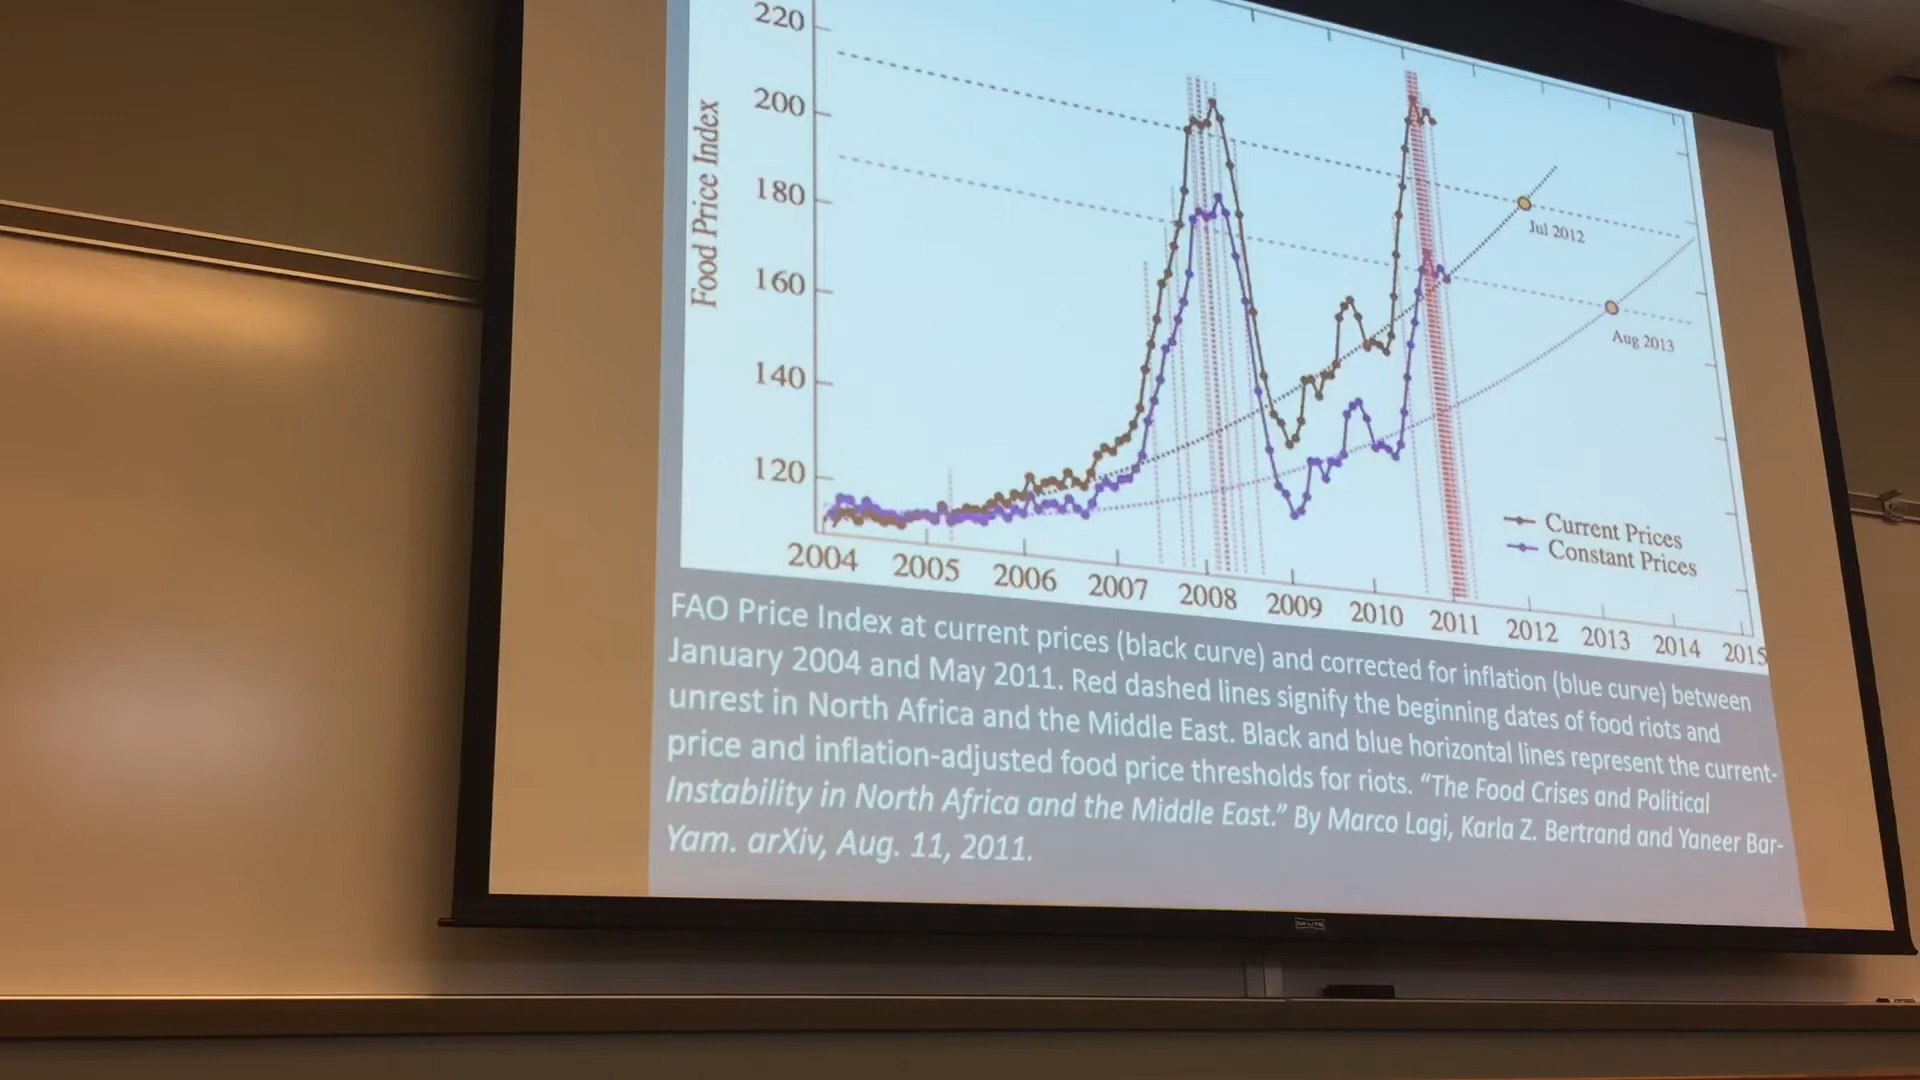 220
200
180
160
140
120
Food Price Index
Jul 2012
Aug 2013
Current Prices
Constant Prices
2004 2005 2006 2007 2008 2009 2010 2011 2012 2013 2014 2015
FAO Price Index at current prices (black curve) and corrected for inflation (blue curve) between
January 2004 and May 2011. Red dashed lines signify the beginning dates of food riots and
unrest in North Africa and the Middle East. Black and blue horizontal lines represent the current-
price and inflation-adjusted food price thresholds for riots. “The Food Crises and Political
Instability in North Africa and the Middle East.” By Marco Lagi, Karla Z. Bertrand and Yaneer Bar-
Yam. arXiv, Aug. 11, 2011.
DA-LITE